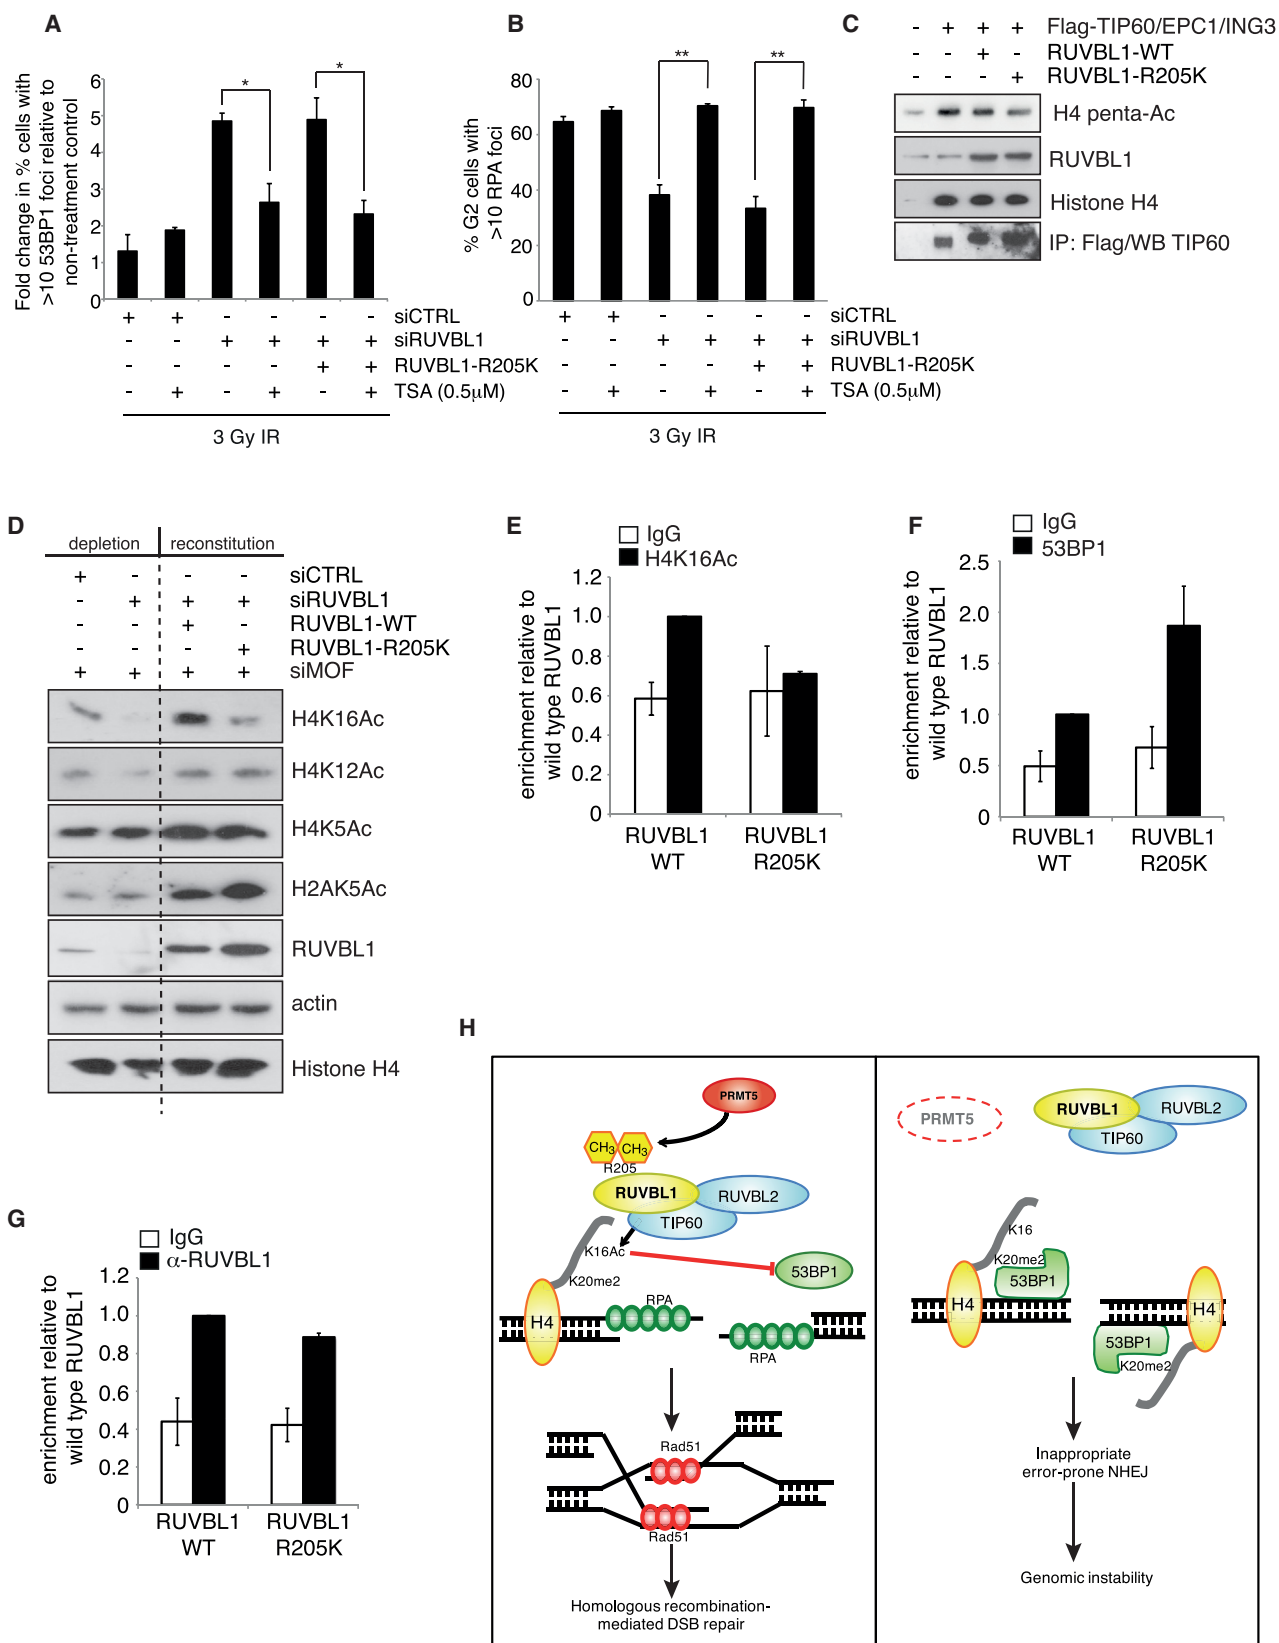 A
Fold change in % cells with
>10 53BP1 foci relative to
non-treatment control
6
5
4
3
2
1
0
*
*
+ + - - - - siCTRL
- - + + + + siRUVBL1
- - - - + + RUVBL1-R205K
- + - + - + TSA (0.5µM)
3 Gy IR
B
% G2 cells with
>10 RPA foci
80
60
40
20
0
**
**
+ + - - - - siCTRL
- - + + + + siRUVBL1
- - - - + + RUVBL1-R205K
- + - + - + TSA (0.5µM)
3 Gy IR
C
- + + + Flag-TIP60/EPC1/ING3
- - + - RUVBL1-WT
- - - + RUVBL1-R205K
H4 penta-Ac
RUVBL1
Histone H4
IP: Flag/WB TIP60
D
depletion reconstitution
+ - - - siCTRL
- + + + siRUVBL1
- - + - RUVBL1-WT
- - - + RUVBL1-R205K
+ + + + siMOF
H4K16Ac
H4K12Ac
H4K5Ac
H2AK5Ac
RUVBL1
actin
Histone H4
E
IgG
H4K16Ac
enrichment relative to
wild type RUVBL1
1.2
1.0
0.8
0.6
0.4
0.2
0
RUVBL1 WT
RUVBL1 R205K
F
IgG
53BP1
enrichment relative to
wild type RUVBL1
2.5
2.0
1.5
1.0
0.5
0
RUVBL1 WT
RUVBL1 R205K
G
IgG
α-RUVBL1
enrichment relative to
wild type RUVBL1
1.2
1.0
0.8
0.6
0.4
0.2
0
RUVBL1 WT
RUVBL1 R205K
H
PRMT5
CH3 CH3
R205
RUVBL1
RUVBL2
TIP60
K16Ac
K20me2
53BP1
H4
RPA
RPA
Rad51
Rad51
Homologous recombination-
mediated DSB repair
PRMT5
RUVBL1
RUVBL2
TIP60
K16
K20me2
53BP1
H4
H4
53BP1
K20me2
Inappropriate
error-prone NHEJ
Genomic instability